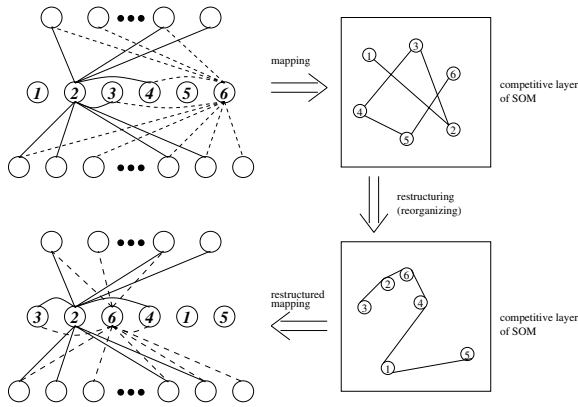 mapping
1 2 3 4 5 6
1 3 6 4 5 2
competitive layer
of SOM
restructuring
(reorganizing)
3 2 6 4 1 5
restructured
mapping
2 6 3 4 1 5
competitive layer
of SOM